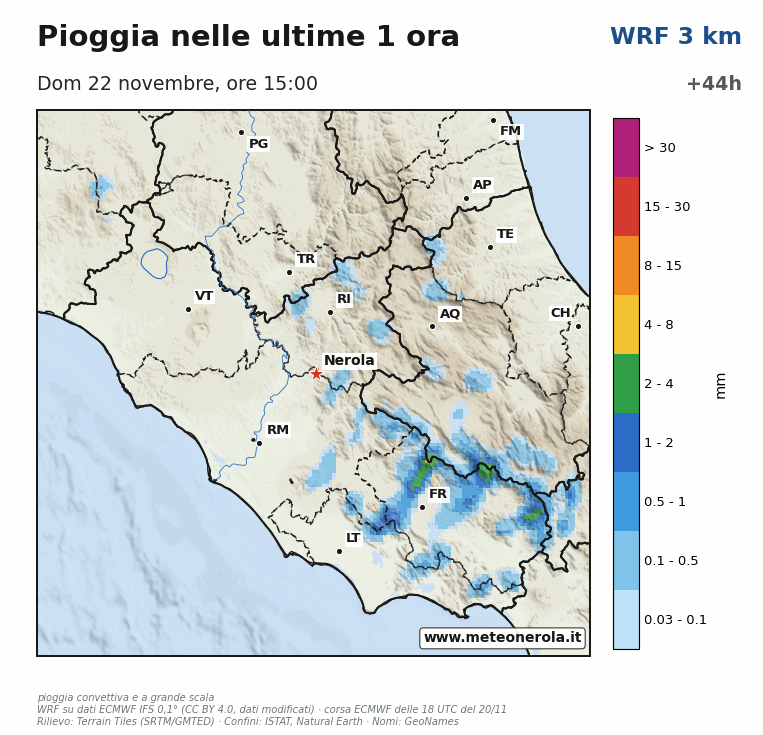 Pioggia nelle ultime 1 ora
WRF 3 km
Dom 22 novembre, ore 15:00
+44h
FM
PG
AP
TE
TR
RI
VT
AQ
CH
Nerola
RM
FR
LT
www.meteonerola.it
> 30
15 - 30
8 - 15
4 - 8
2 - 4
1 - 2
0.5 - 1
0.1 - 0.5
0.03 - 0.1
mm
pioggia convettiva e a grande scala
WRF su dati ECMWF IFS 0,1° (CC BY 4.0, dati modificati) · corsa ECMWF delle 18 UTC del 20/11
Rilievo: Terrain Tiles (SRTM/GMTED) · Confini: ISTAT, Natural Earth · Nomi: GeoNames